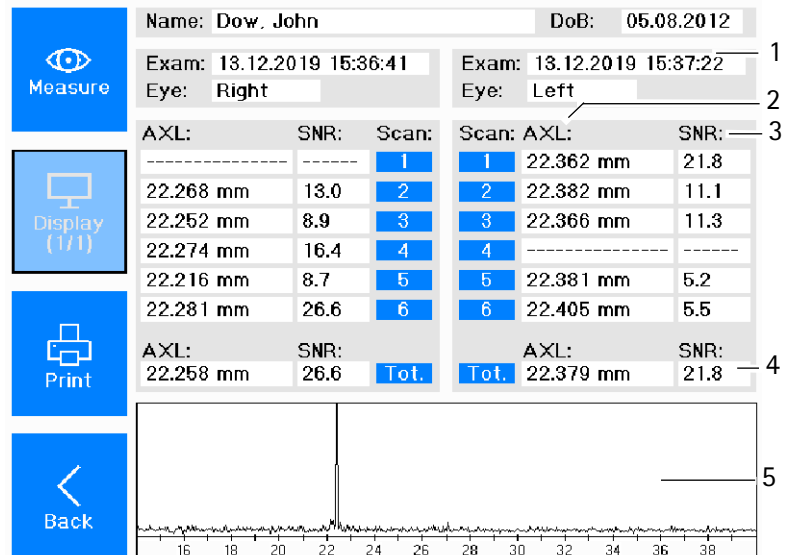 Name: Dow, John DoB: 05.08.2012
Measure
Exam: 13.12.2019 15:36:41
Eye: Right
Exam: 13.12.2019 15:37:22
Eye: Left
1
2
3
AXL: SNR: Scan:
--------------- ------ 1
22.268 mm 13.0 2
22.252 mm 8.9 3
22.274 mm 16.4 4
22.216 mm 8.7 5
22.281 mm 26.6 6
AXL: SNR:
22.258 mm 26.6 Tot.
Scan: AXL: SNR:
1 22.362 mm 21.8
2 22.382 mm 11.1
3 22.366 mm 11.3
4 --------------- ------
5 22.381 mm 5.2
6 22.405 mm 5.5
AXL: SNR:
Tot. 22.379 mm 21.8
4
Display
(1/1)
Print
Back
5
16 18 20 22 24 26 28 30 32 34 36 38